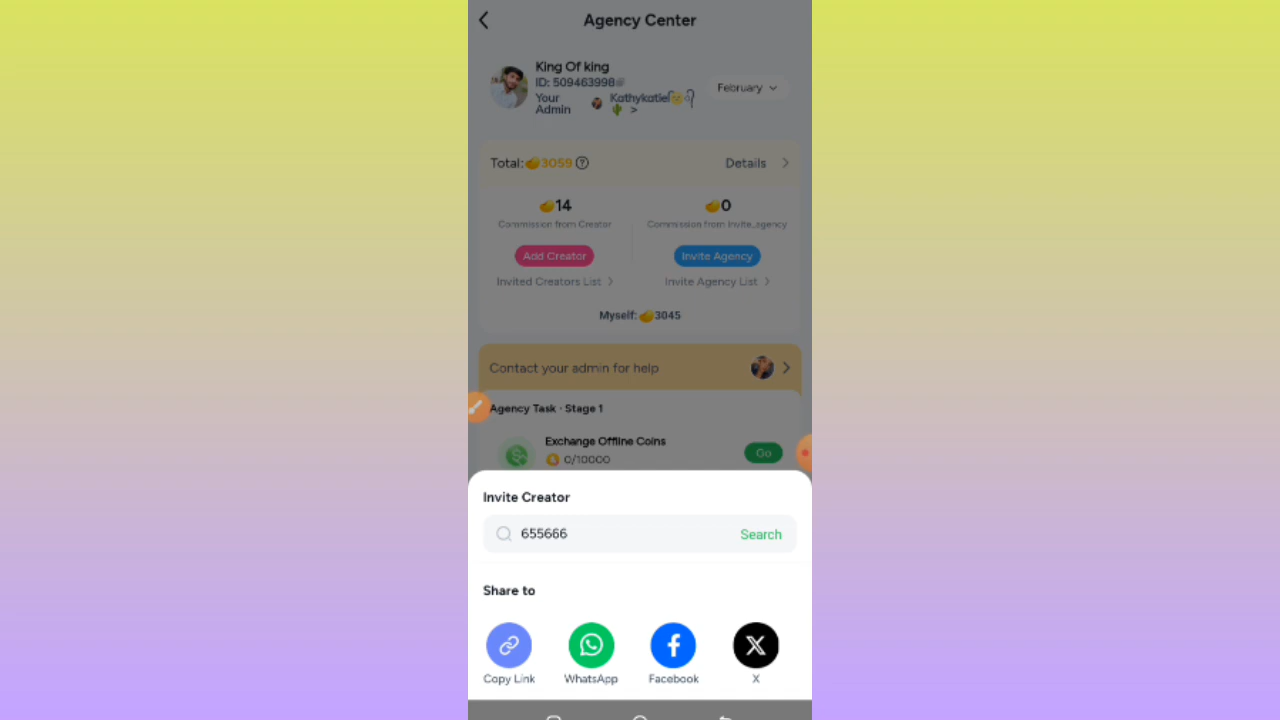 Agency Center
King Of king
ID: 509463998
February
Your Admin
Kathykatie
>
Total: 3059
Details
14
0
Commission from Creator
Commission from Invite_agency
Add Creator
Invite Agency
Invited Creators List
Invite Agency List
Myself: 3045
Contact your admin for help
Agency Task · Stage 1
Exchange Offline Coins
0/10000
Go
Invite Creator
655666
Search
Share to
Copy Link
WhatsApp
Facebook
X